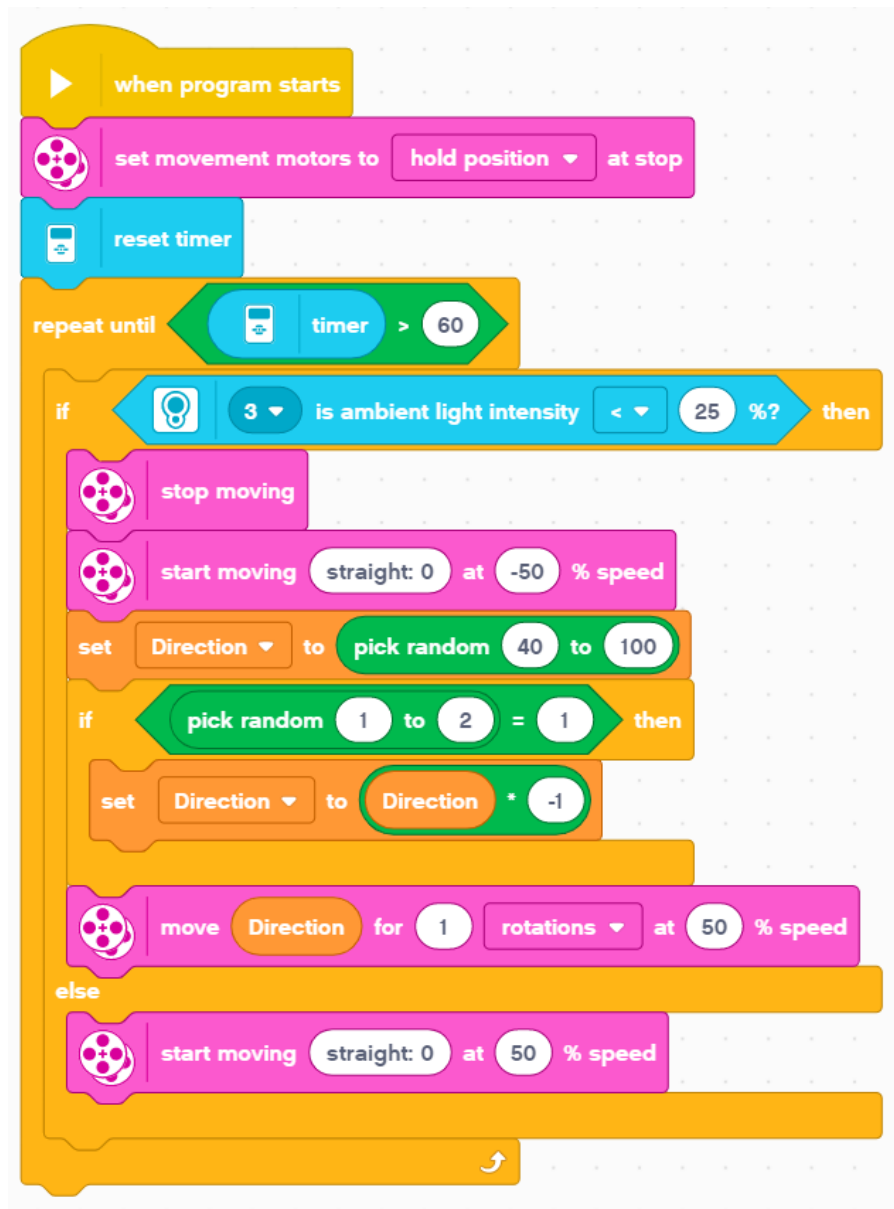 when program starts
set movement motors to hold position at stop
reset timer
repeat until timer > 60
if 3 is ambient light intensity < 25 %? then
stop moving
start moving straight: 0 at -50 % speed
set Direction to pick random 40 to 100
if pick random 1 to 2 = 1 then
set Direction to Direction * -1
move Direction for 1 rotations at 50 % speed
else
start moving straight: 0 at 50 % speed